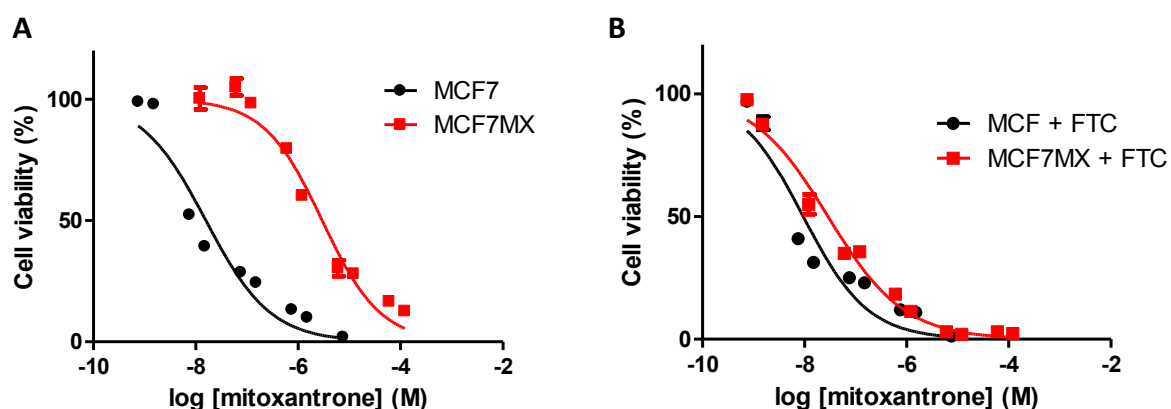 A
Cell viability (%)
100
50
0
-10
-8
-6
-4
-2
log [mitoxantrone] (M)
MCF7
MCF7MX
B
Cell viability (%)
100
50
0
-10
-8
-6
-4
-2
log [mitoxantrone] (M)
MCF + FTC
MCF7MX + FTC